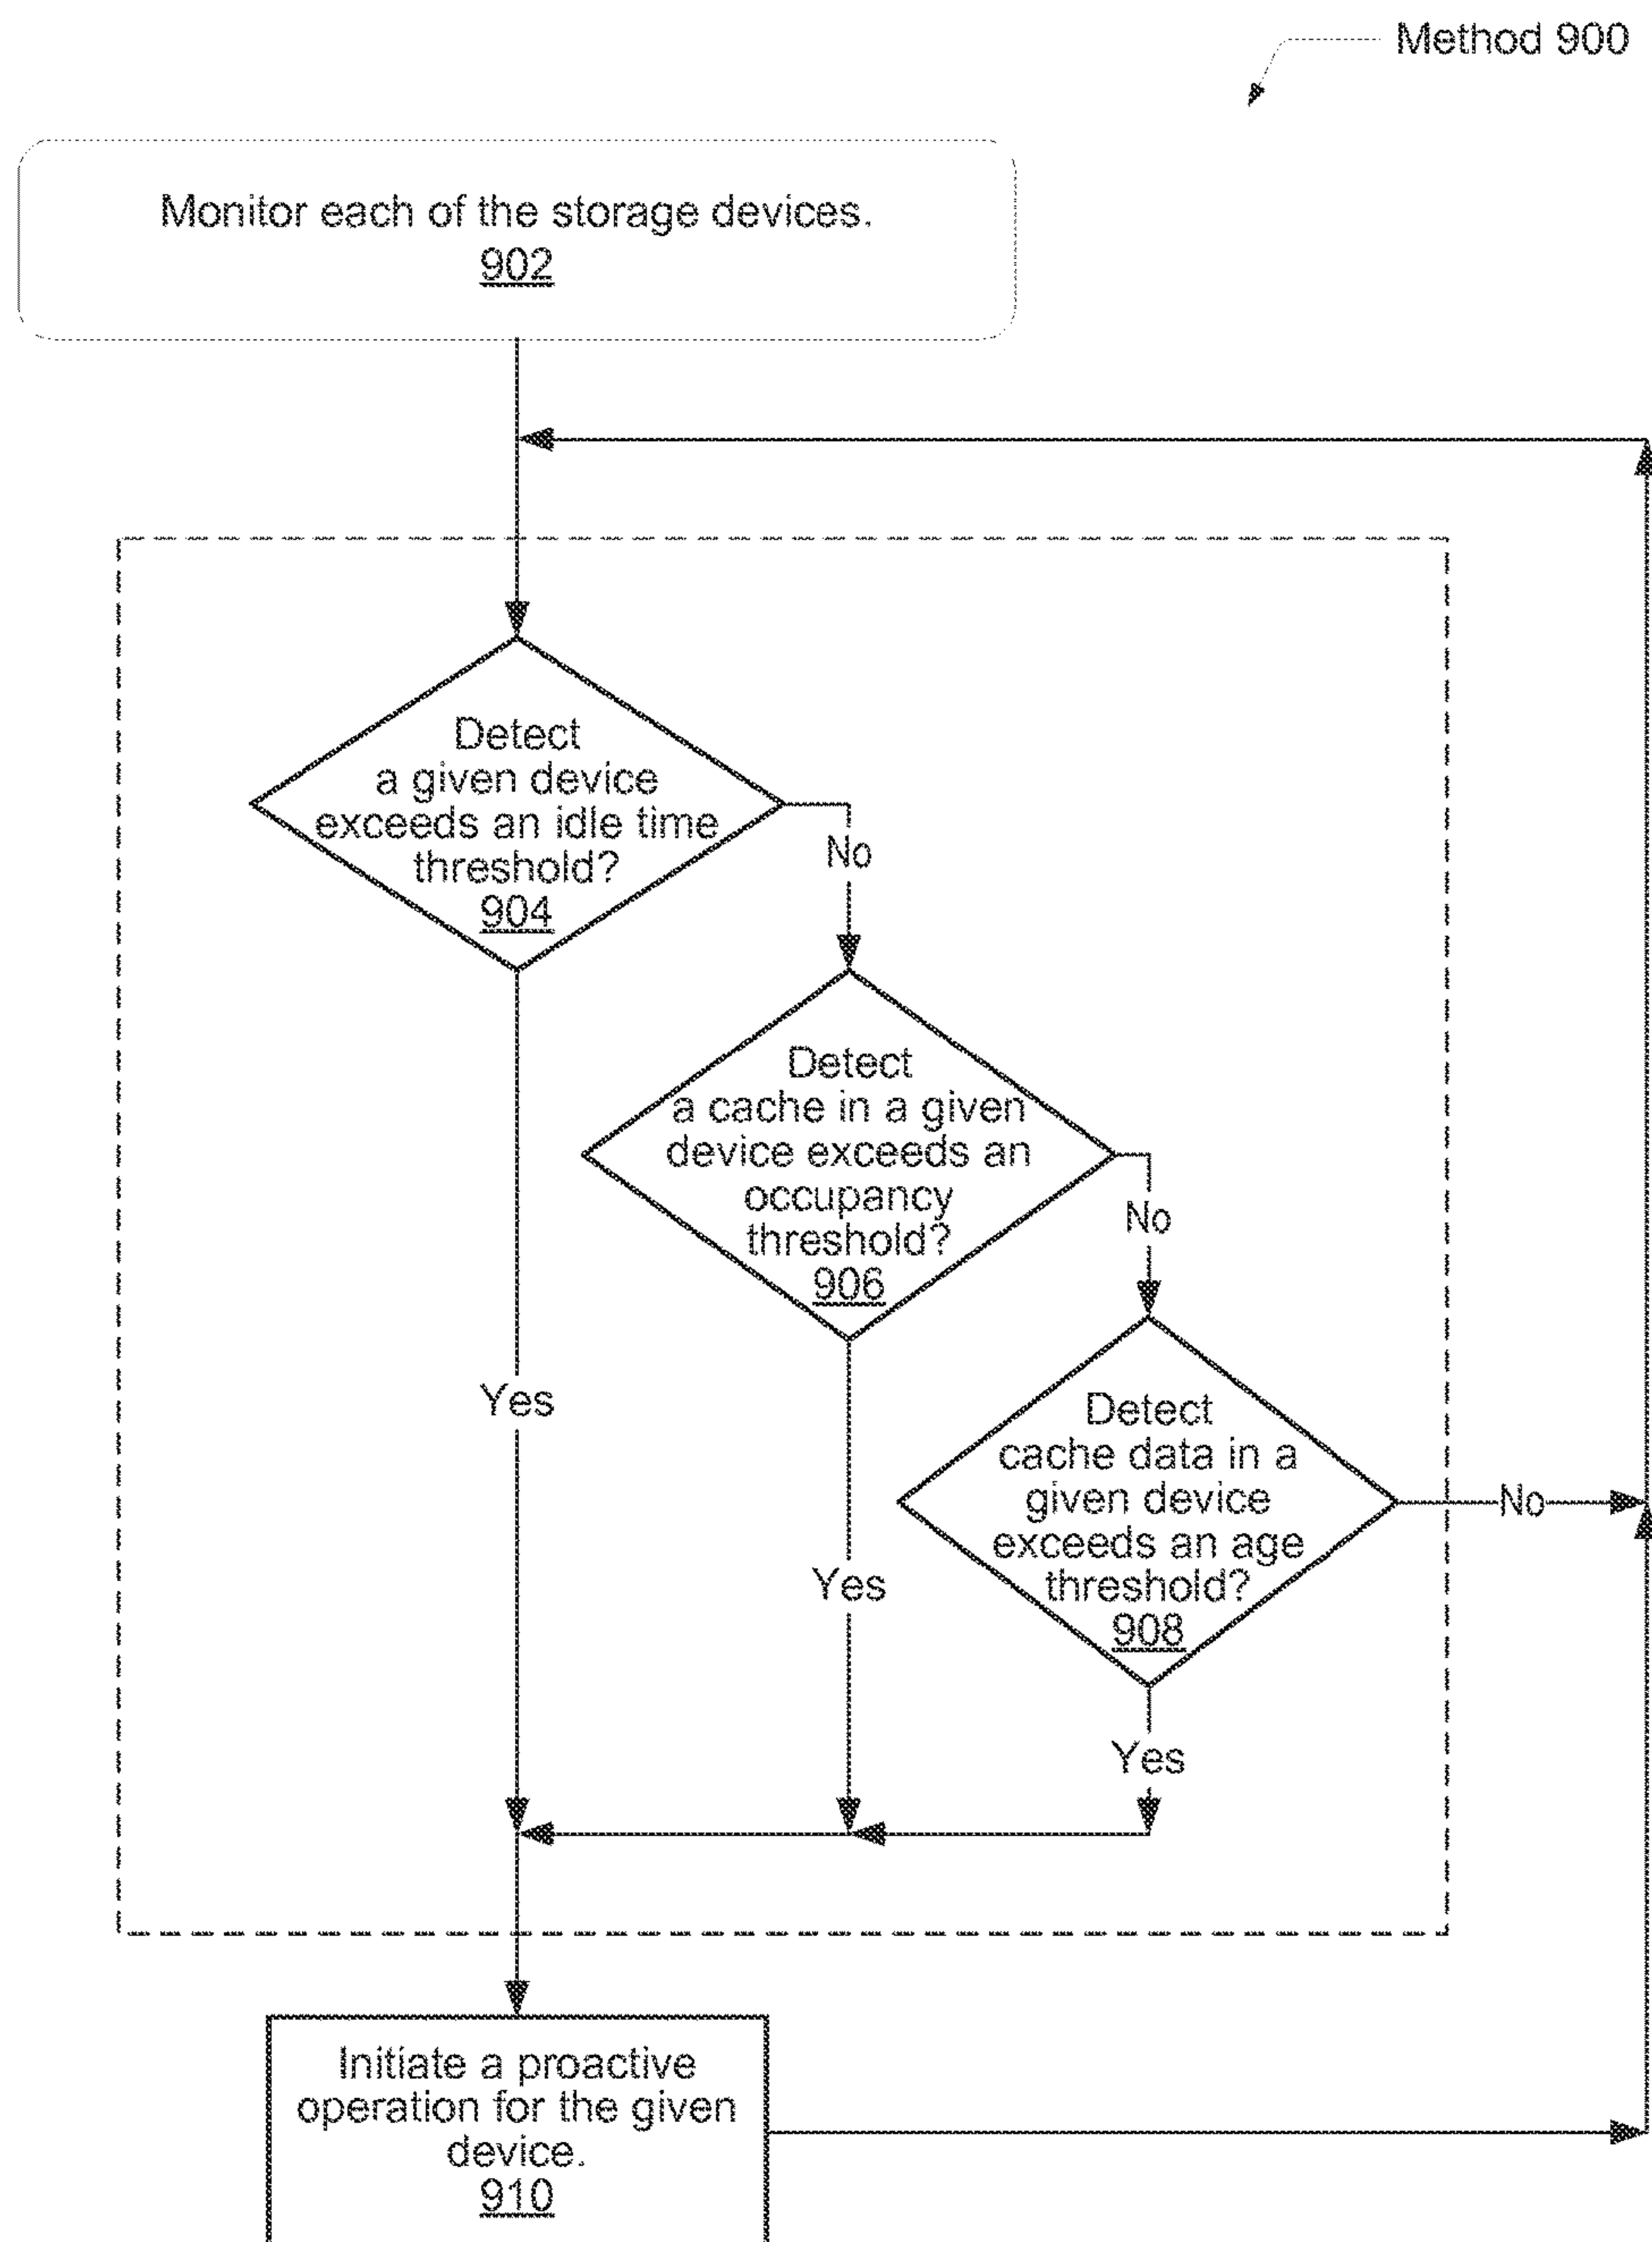 Method 900
Monitor each of the storage devices.
902
Detect
a given device
exceeds an idle time
threshold?
904
No
Detect
a cache in a given
device exceeds an
occupancy
threshold?
906
No
Detect
cache data in a
given device
exceeds an age
threshold?
908
No
Yes
Yes
Yes
Initiate a proactive
operation for the given
device.
910